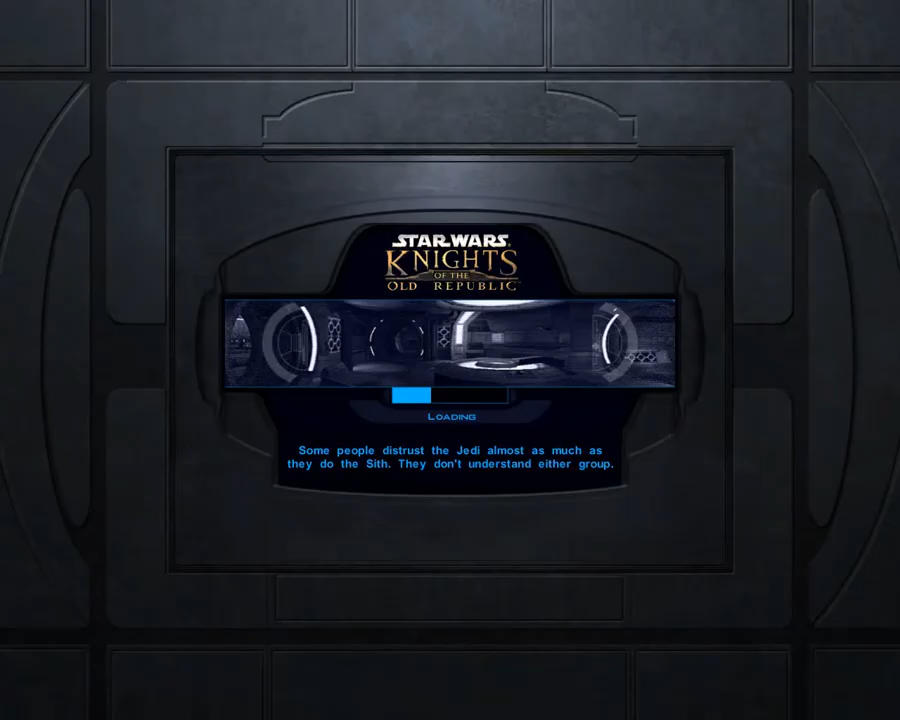 STAR WARS
KNIGHTS
OF THE
OLD REPUBLIC™
LOADING
Some people distrust the Jedi almost as much as
they do the Sith. They don't understand either group.